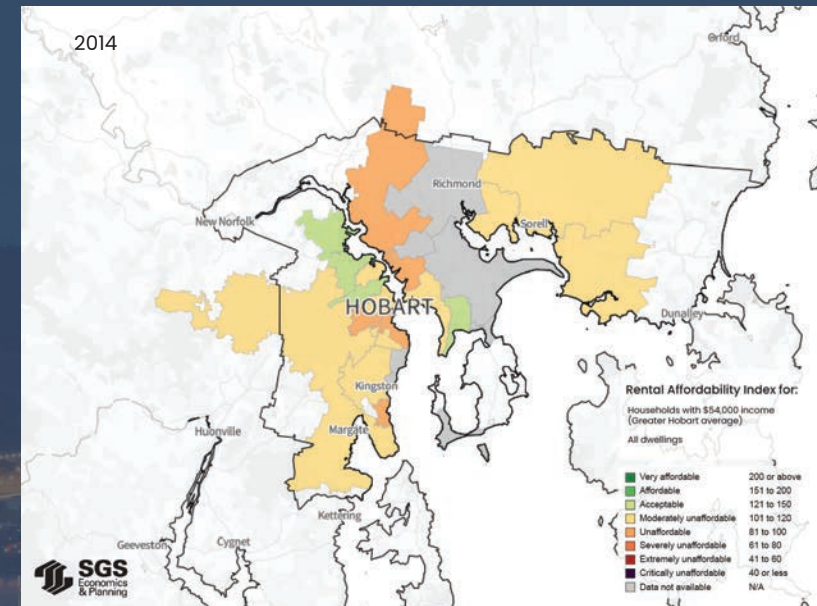 2014
Orford
Richmond
New Norfolk
Sorell
HOBART
Dunalley
Kingston
Rental Affordability Index for:
Households with $54,000 income
(Greater Hobart average)
All dwellings
Huonville
Margate
Very affordable 200 or above
Affordable 151 to 200
Acceptable 121 to 150
Moderately unaffordable 101 to 120
Unaffordable 81 to 100
Severely unaffordable 61 to 80
Extremely unaffordable 41 to 60
Critically unaffordable 40 or less
Data not available N/A
Kettering
Geeveston
Cygnet
SGS
Economics
& Planning